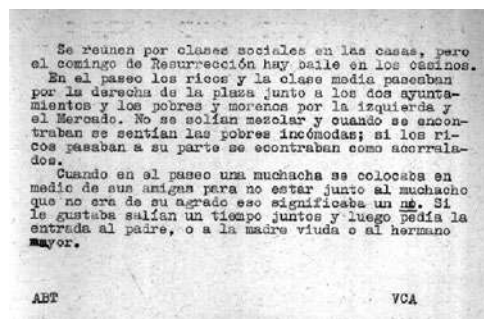 Se reunen por clases sociales en las casas, pero
el comingo de Resurrección hay baile en los casinos.
En el paseo los ricos y la clase media paseaban
por la derecha de la plaza junto a los dos ayunta-
mientos y los pobres y morenos por la izquierda y
el Mercado. No se solían mezclar y cuando se encon-
traban se sentían las pobres incómodas; si los ri-
cos pasaban a su parte se econtraban como acorrala-
dos.
Cuando en el paseo una muchacha se colocaba en
medio de sus amigas para no estar junto al muchacho
que no era de su agrado eso significaba un no. Si
le gustaba salían un tiempo juntos y luego pedía la
entrada al padre, o a la madre viuda o al hermano
mayor.
ABT VCA